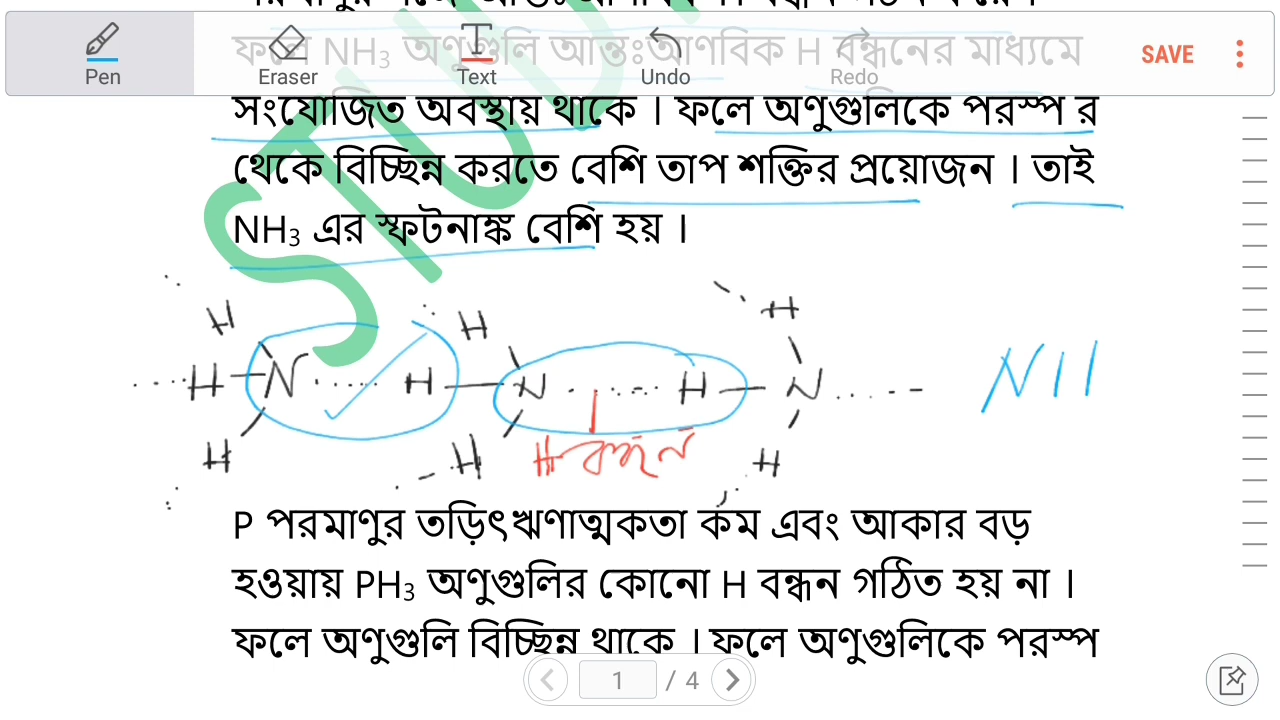 Pen Eraser Text Undo Redo SAVE
ফলে NH₃ অণুগুলি আন্তঃআণবিক H বন্ধনের মাধ্যমে
সংযোজিত অবস্থায় থাকে । ফলে অণুগুলিকে পরস্প র
থেকে বিচ্ছিন্ন করতে বেশি তাপ শক্তির প্রয়োজন । তাই
NH₃ এর স্ফটনাঙ্ক বেশি হয় ।
H H H
H N H N H N
H H H
H বন্ধন
P পরমাণুর তড়িৎঋণাত্মকতা কম এবং আকার বড়
হওয়ায় PH₃ অণুগুলির কোনো H বন্ধন গঠিত হয় না ।
ফলে অণুগুলি বিচ্ছিন্ন থাকে । ফলে অণুগুলিকে পরস্প
1 / 4